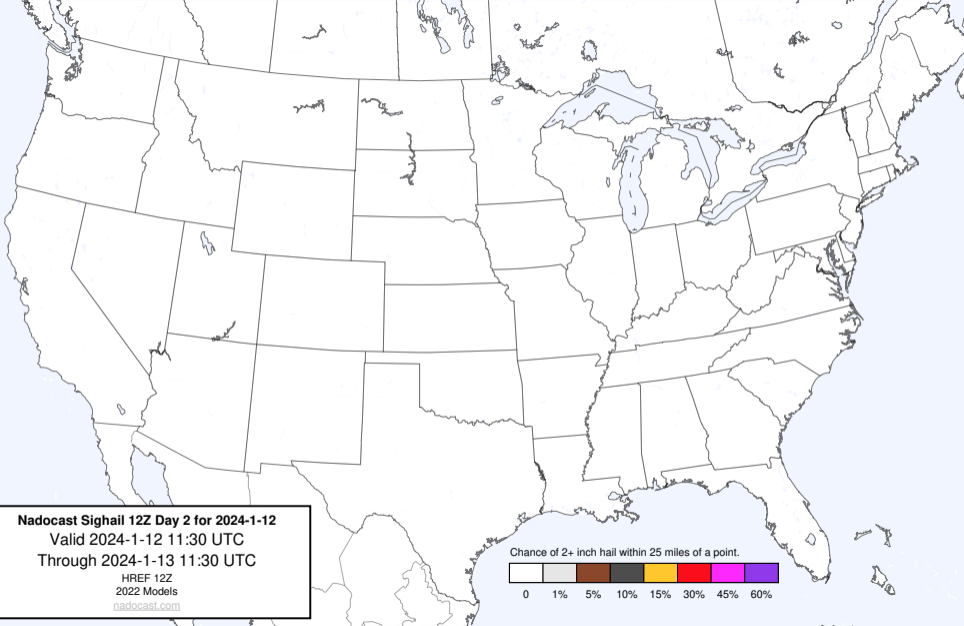 Nadocast Sighail 12Z Day 2 for 2024-1-12
Valid 2024-1-12 11:30 UTC
Through 2024-1-13 11:30 UTC
HREF 12Z
2022 Models
nadocast.com
Chance of 2+ inch hail within 25 miles of a point.
0 1% 5% 10% 15% 30% 45% 60%